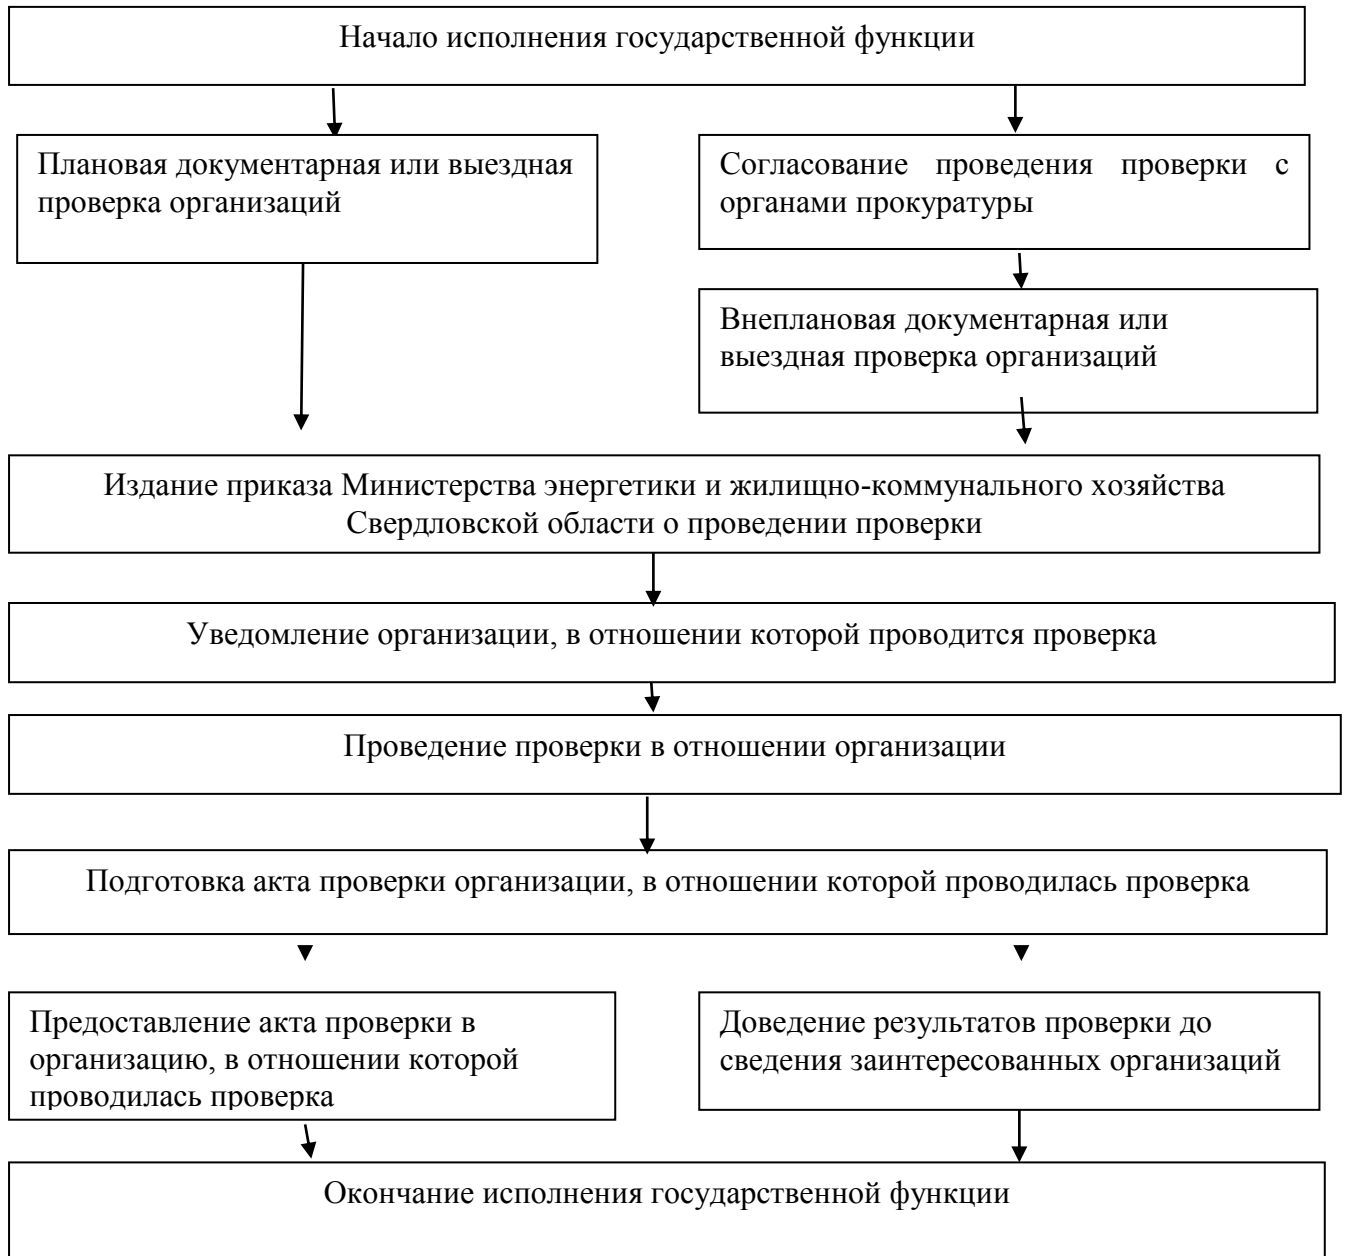 Начало исполнения государственной функции
Плановая документарная или выездная
проверка организаций
Согласование проведения проверки с
органами прокуратуры
Внеплановая документарная или
выездная проверка организаций
Издание приказа Министерства энергетики и жилищно-коммунального хозяйства
Свердловской области о проведении проверки
Уведомление организации, в отношении которой проводится проверка
Проведение проверки в отношении организации
Подготовка акта проверки организации, в отношении которой проводилась проверка
Предоставление акта проверки в
организацию, в отношении которой
проводилась проверка
Доведение результатов проверки до
сведения заинтересованных организаций
Окончание исполнения государственной функции